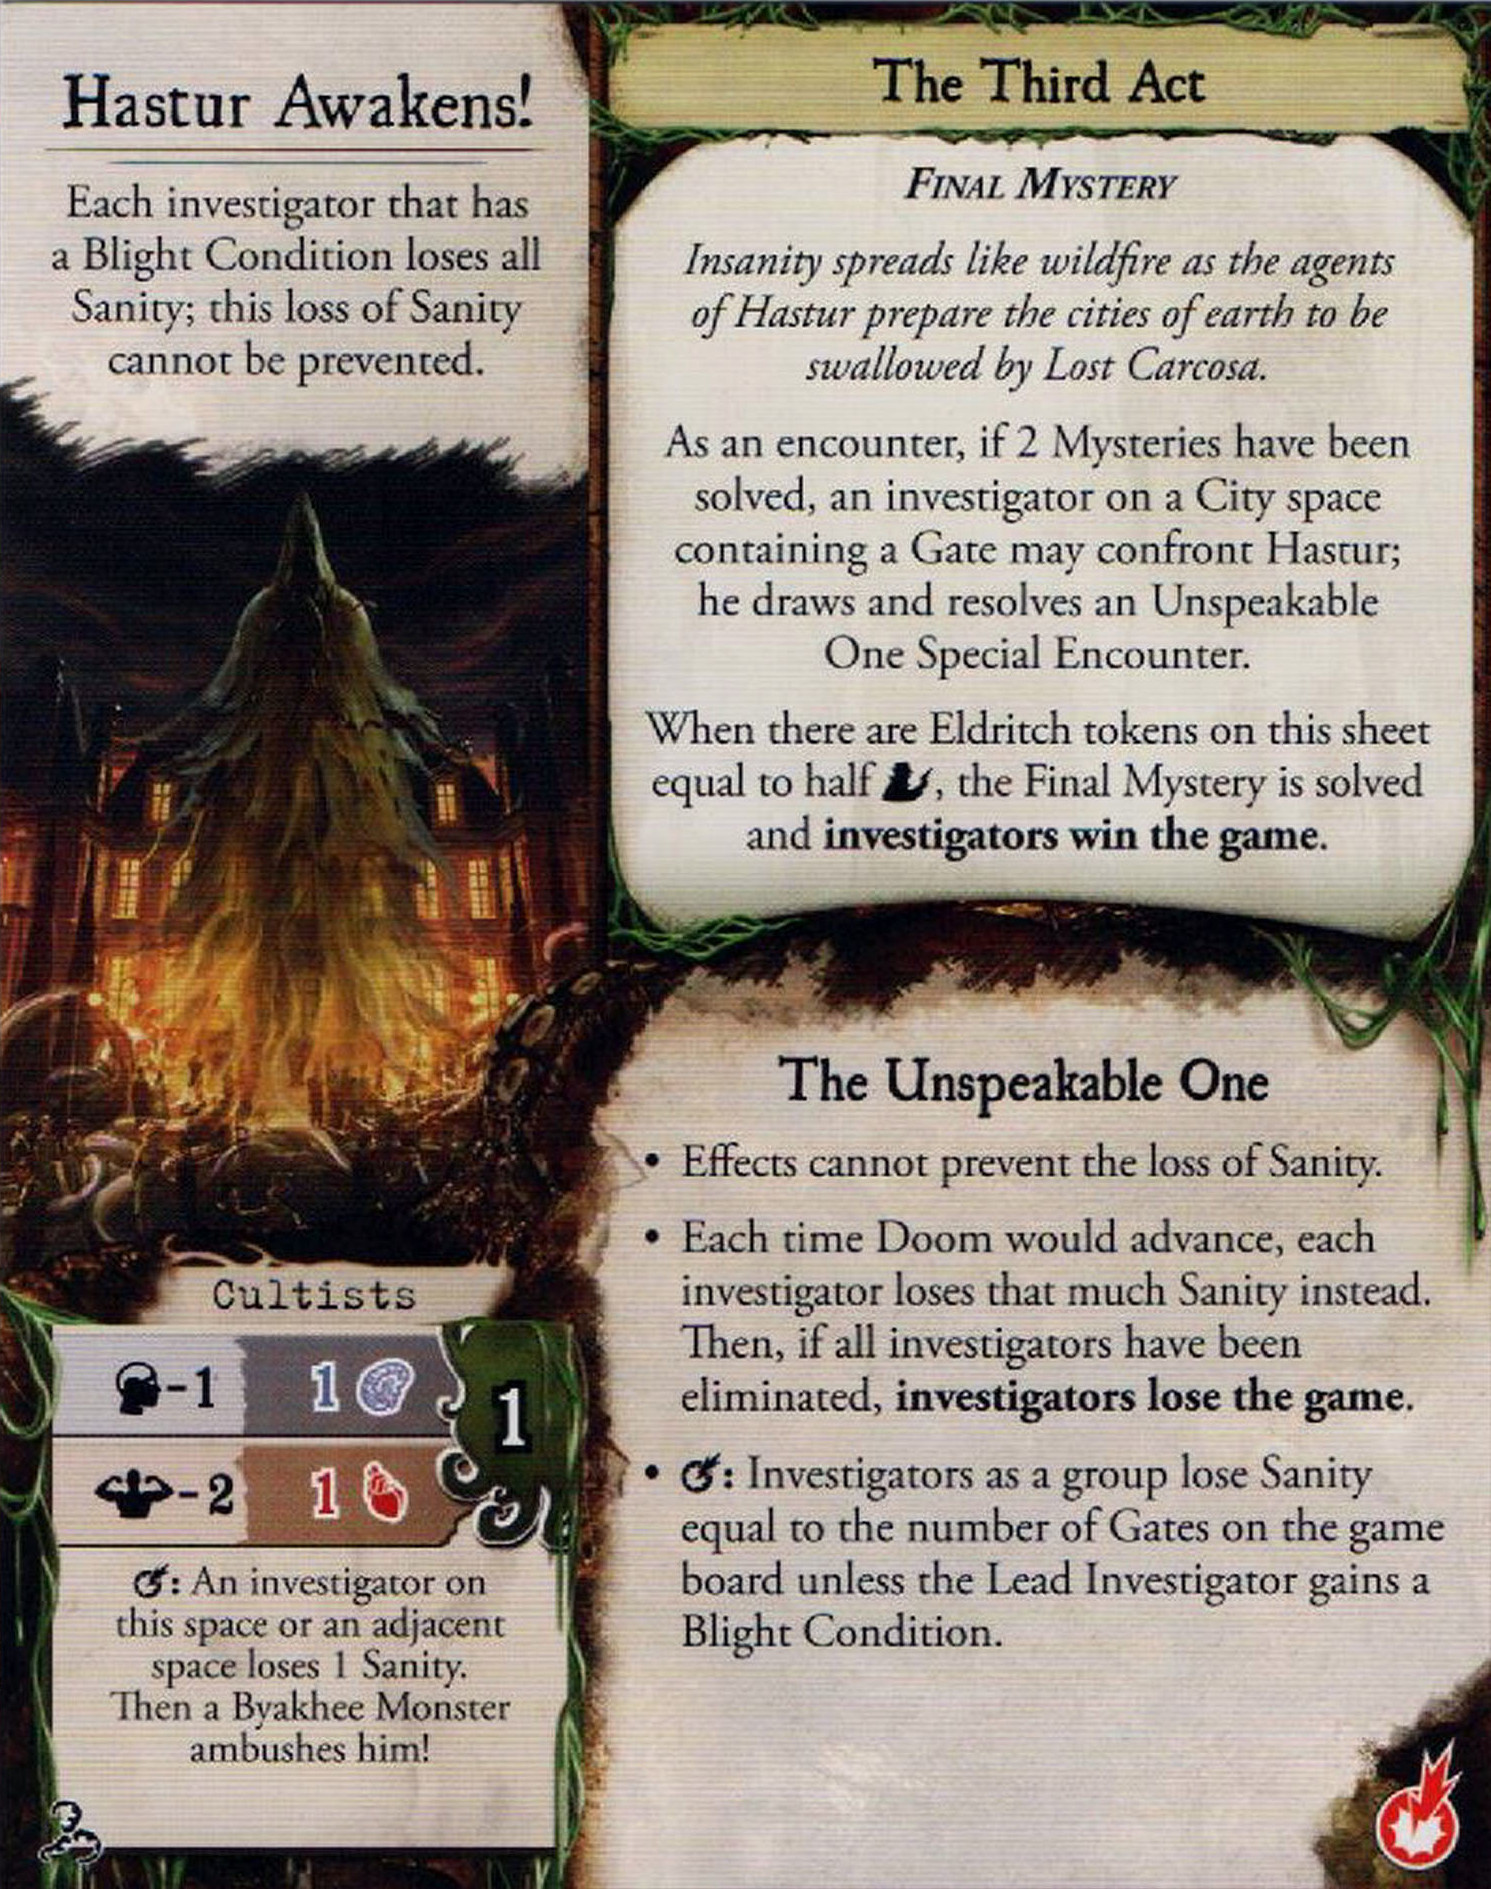 Hastur Awakens!
Each investigator that has
a Blight Condition loses all
Sanity; this loss of Sanity
cannot be prevented.
The Third Act
Final Mystery
Insanity spreads like wildfire as the agents
of Hastur prepare the cities of earth to be
swallowed by Lost Carcosa.
As an encounter, if 2 Mysteries have been
solved, an investigator on a City space
containing a Gate may confront Hastur;
he draws and resolves an Unspeakable
One Special Encounter.
When there are Eldritch tokens on this sheet
equal to half , the Final Mystery is solved
and investigators win the game.
The Unspeakable One
• Effects cannot prevent the loss of Sanity.
• Each time Doom would advance, each
investigator loses that much Sanity instead.
Then, if all investigators have been
eliminated, investigators lose the game.
• : Investigators as a group lose Sanity
equal to the number of Gates on the game
board unless the Lead Investigator gains a
Blight Condition.
Cultists
-1 1
1
-2 1
: An investigator on
this space or an adjacent
space loses 1 Sanity.
Then a Byakhee Monster
ambushes him!